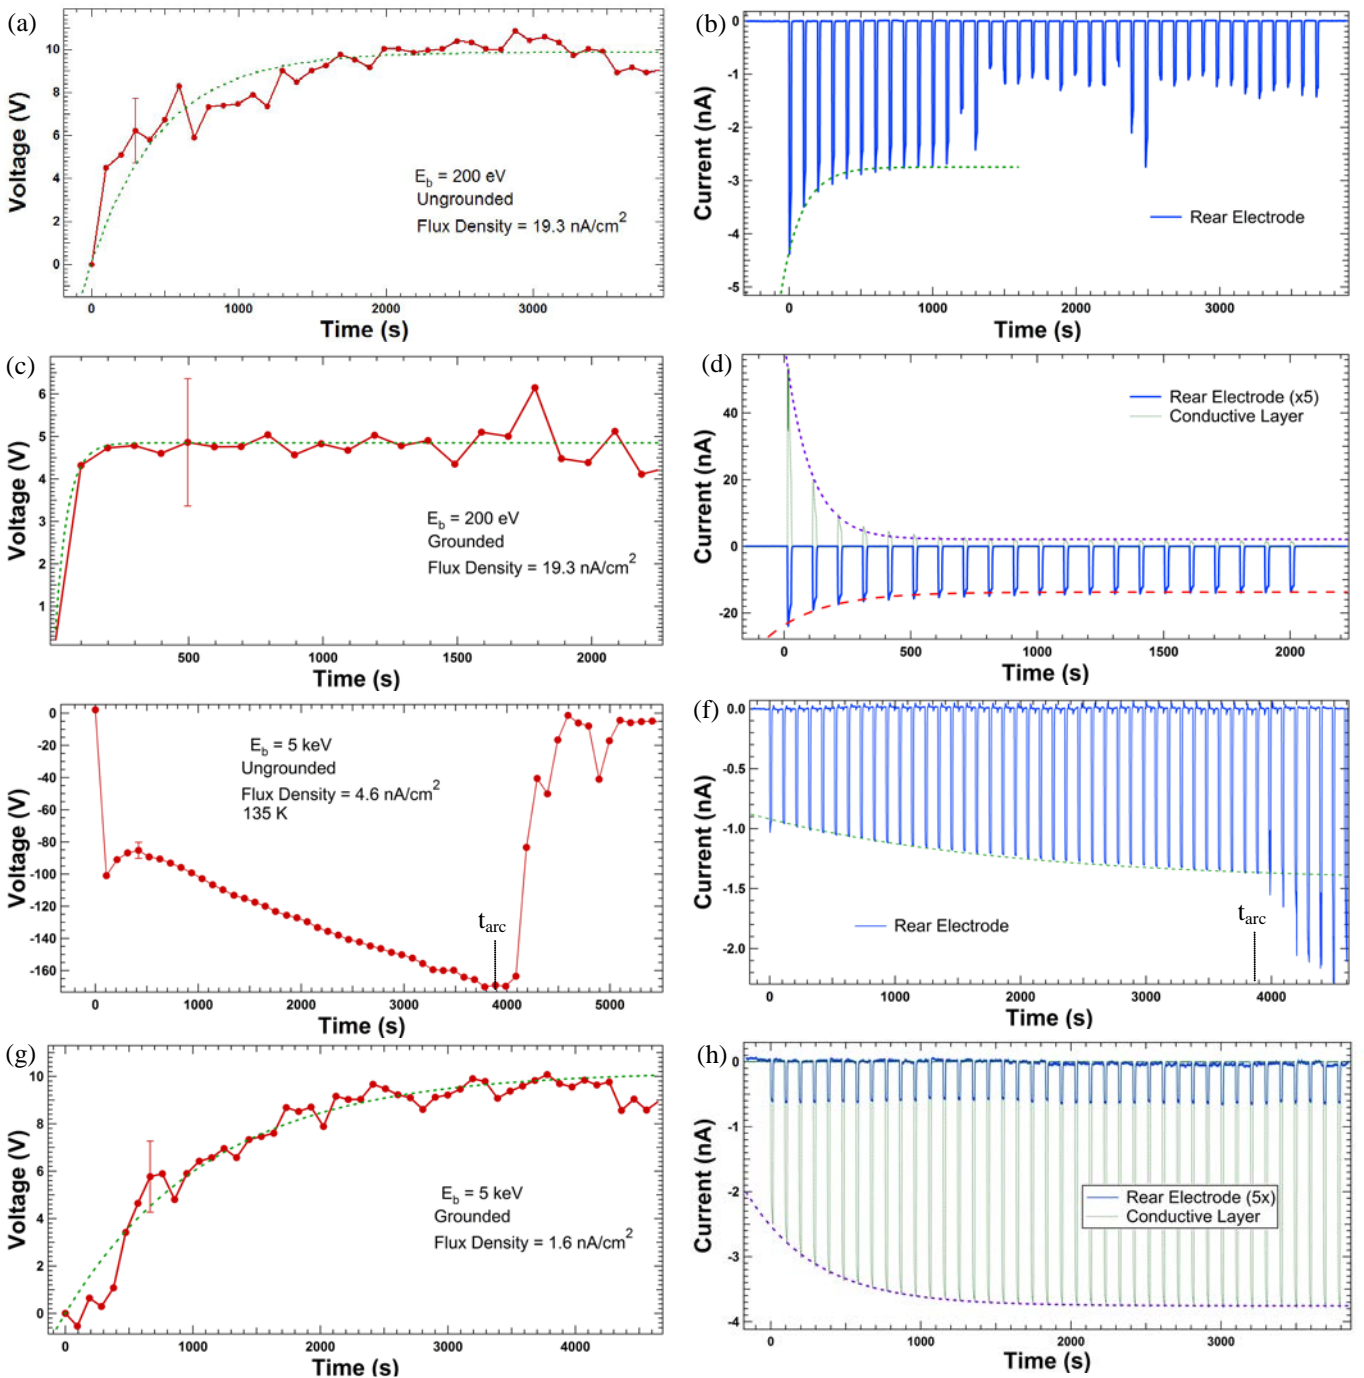 (a)
Voltage (V)
10
8
6
4
2
0
E_b = 200 eV
Ungrounded
Flux Density = 19.3 nA/cm^2
0
1000
2000
3000
Time (s)
(b)
Current (nA)
0
-1
-2
-3
-4
-5
Rear Electrode
0
1000
2000
3000
Time (s)
(c)
Voltage (V)
6
5
4
3
2
1
E_b = 200 eV
Grounded
Flux Density = 19.3 nA/cm^2
500
1000
1500
2000
Time (s)
(d)
Current (nA)
40
20
0
-20
Rear Electrode (x5)
Conductive Layer
0
500
1000
1500
2000
Time (s)
Voltage (V)
0
-20
-40
-60
-80
-100
-120
-140
-160
E_b = 5 keV
Ungrounded
Flux Density = 4.6 nA/cm^2
135 K
t_arc
0
1000
2000
3000
4000
5000
Time (s)
(f)
Current (nA)
0.0
-0.5
-1.0
-1.5
-2.0
Rear Electrode
t_arc
0
1000
2000
3000
4000
Time (s)
(g)
Voltage (V)
10
8
6
4
2
0
E_b = 5 keV
Grounded
Flux Density = 1.6 nA/cm^2
0
1000
2000
3000
4000
Time (s)
(h)
Current (nA)
0
-1
-2
-3
-4
Rear Electrode (5x)
Conductive Layer
0
1000
2000
3000
Time (s)